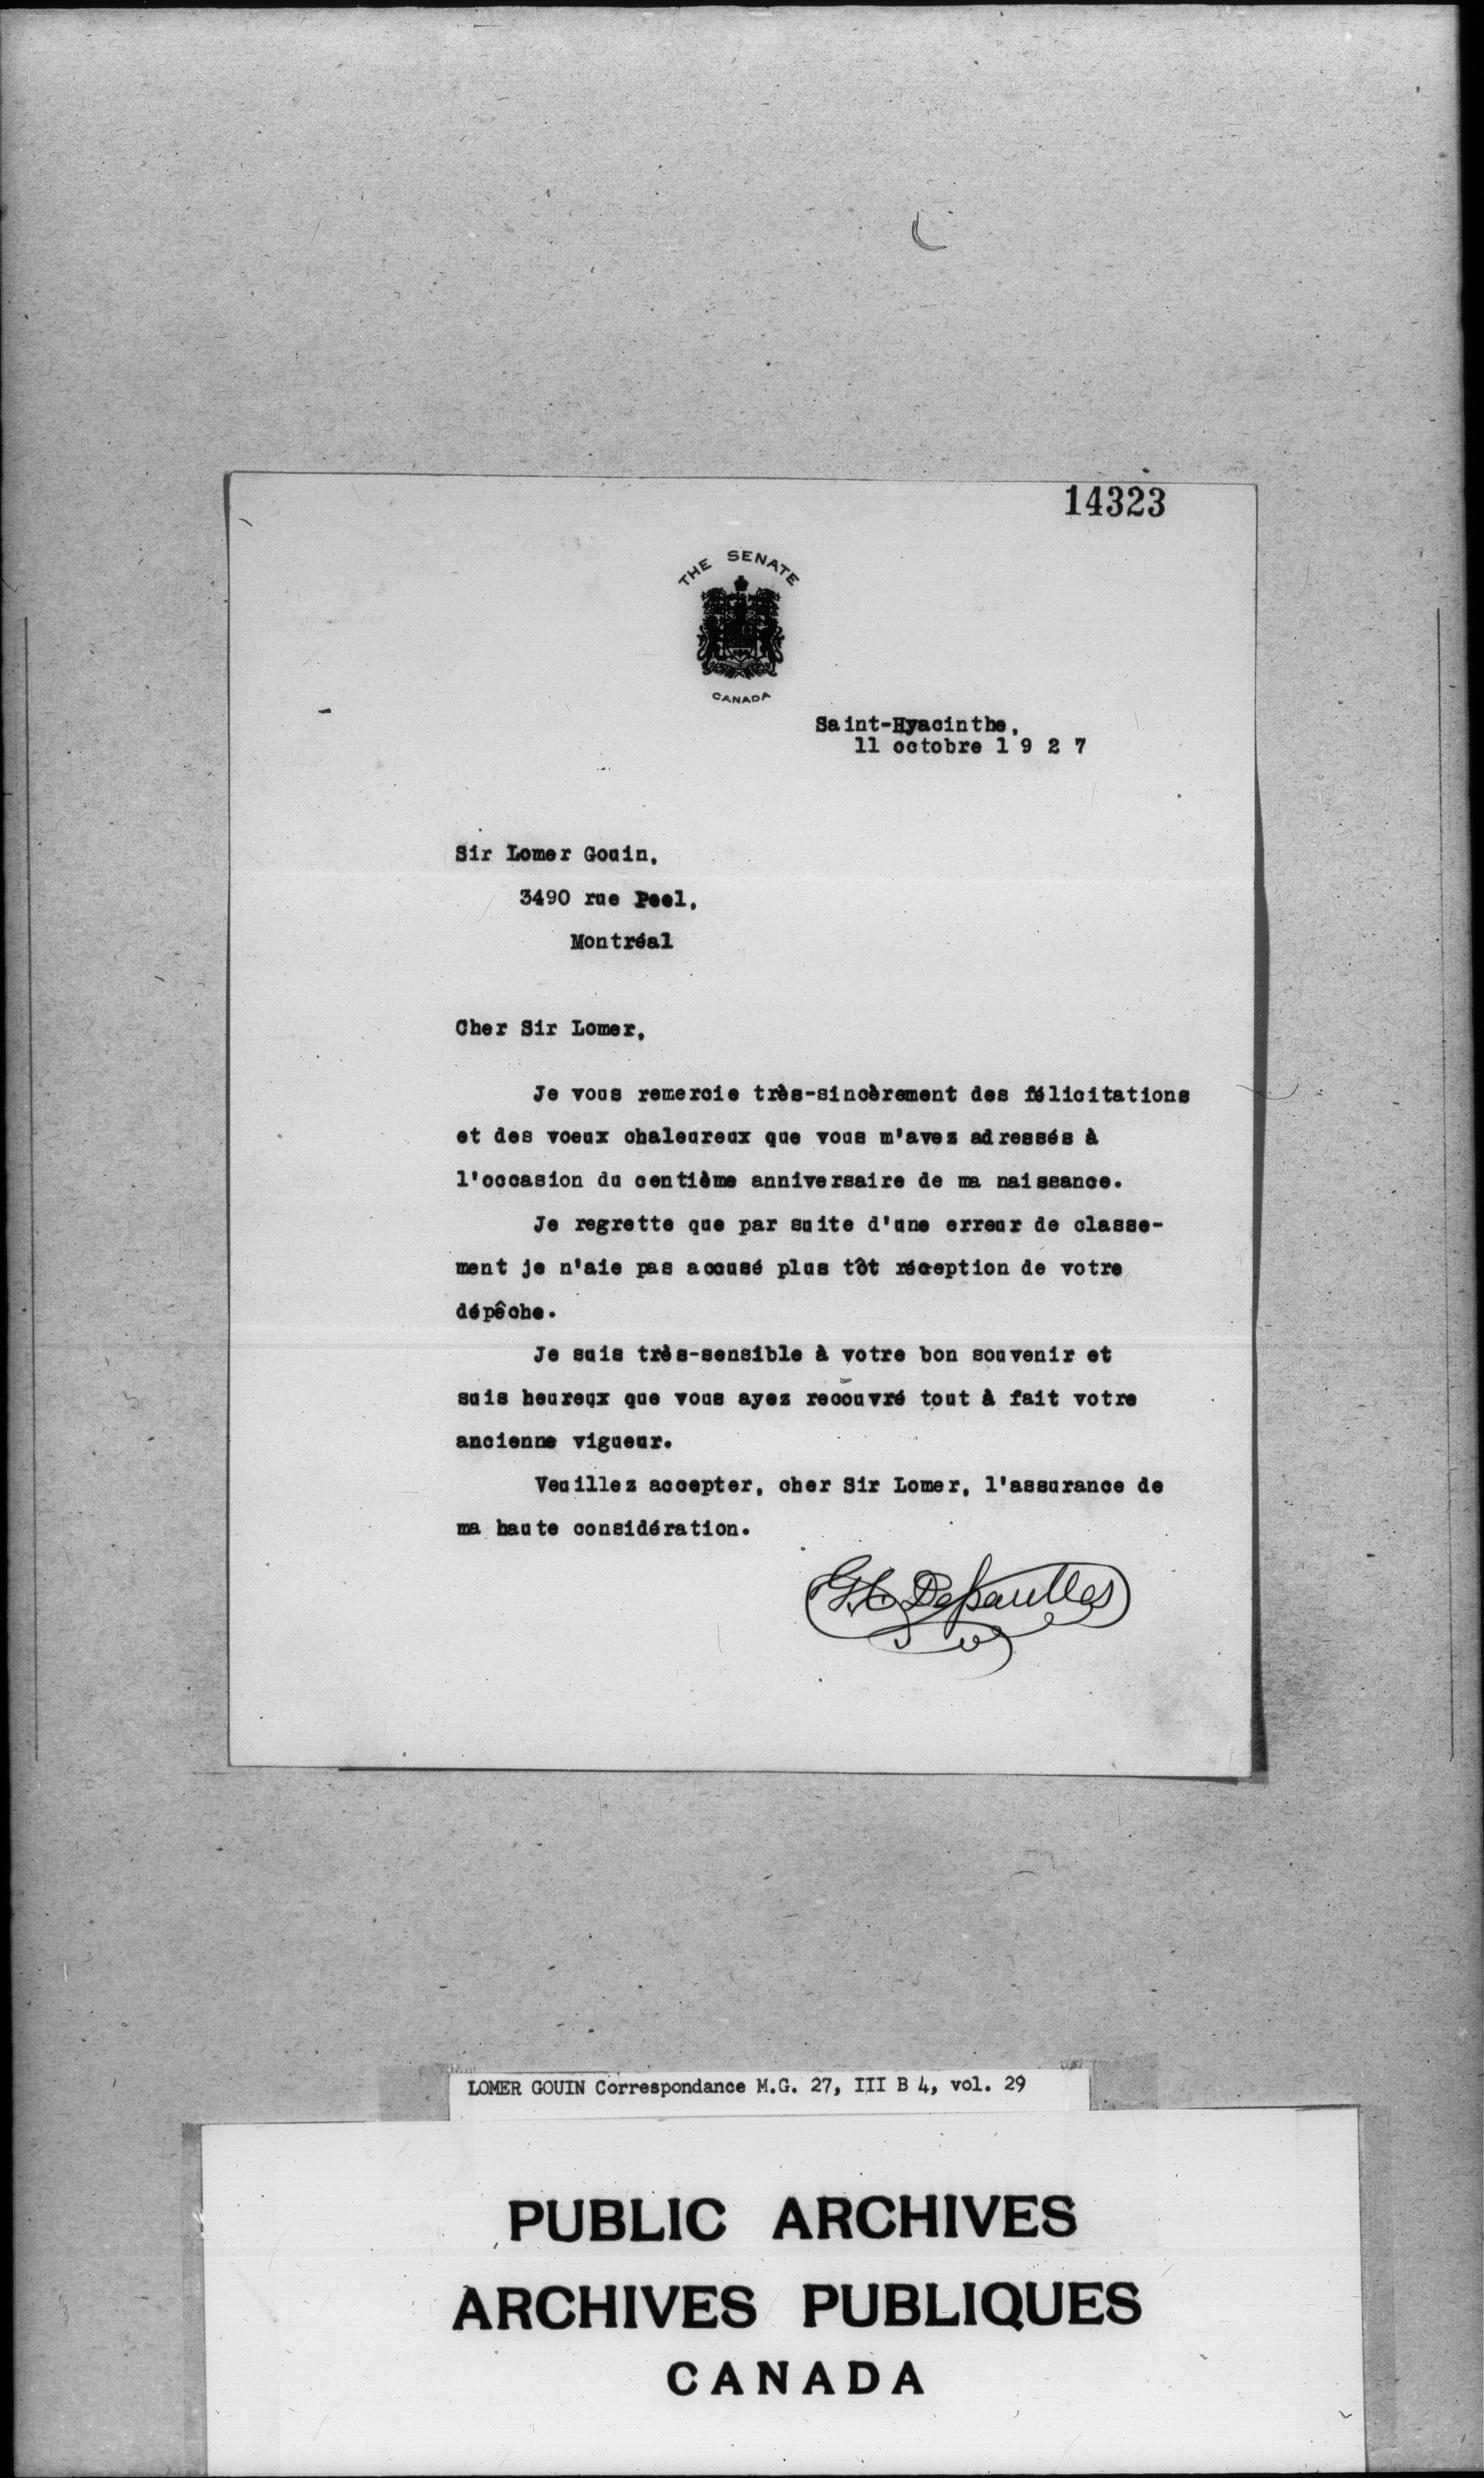 14323
THE SENATE
CANADA
Saint-Hyacinthe,
11 octobre 1 9 2 7
Sir Lomer Gouin,
3490 rue Peel,
Montréal
Cher Sir Lomer,
Je vous remercie très-sincèrement des félicitations
et des voeux chaleureux que vous m'avez adressés à
l'occasion du centième anniversaire de ma naissance.
Je regrette que par suite d'une erreur de classe-
ment je n'aie pas accusé plus tôt réception de votre
dépêche.
Je suis très-sensible à votre bon souvenir et
suis heureux que vous ayez recouvré tout à fait votre
ancienne vigueur.
Veuillez accepter, cher Sir Lomer, l'assurance de
ma haute considération.
G. C. Dessaulles
LOMER GOUIN Correspondance M.G. 27, III B 4, vol. 29
PUBLIC ARCHIVES
ARCHIVES PUBLIQUES
CANADA